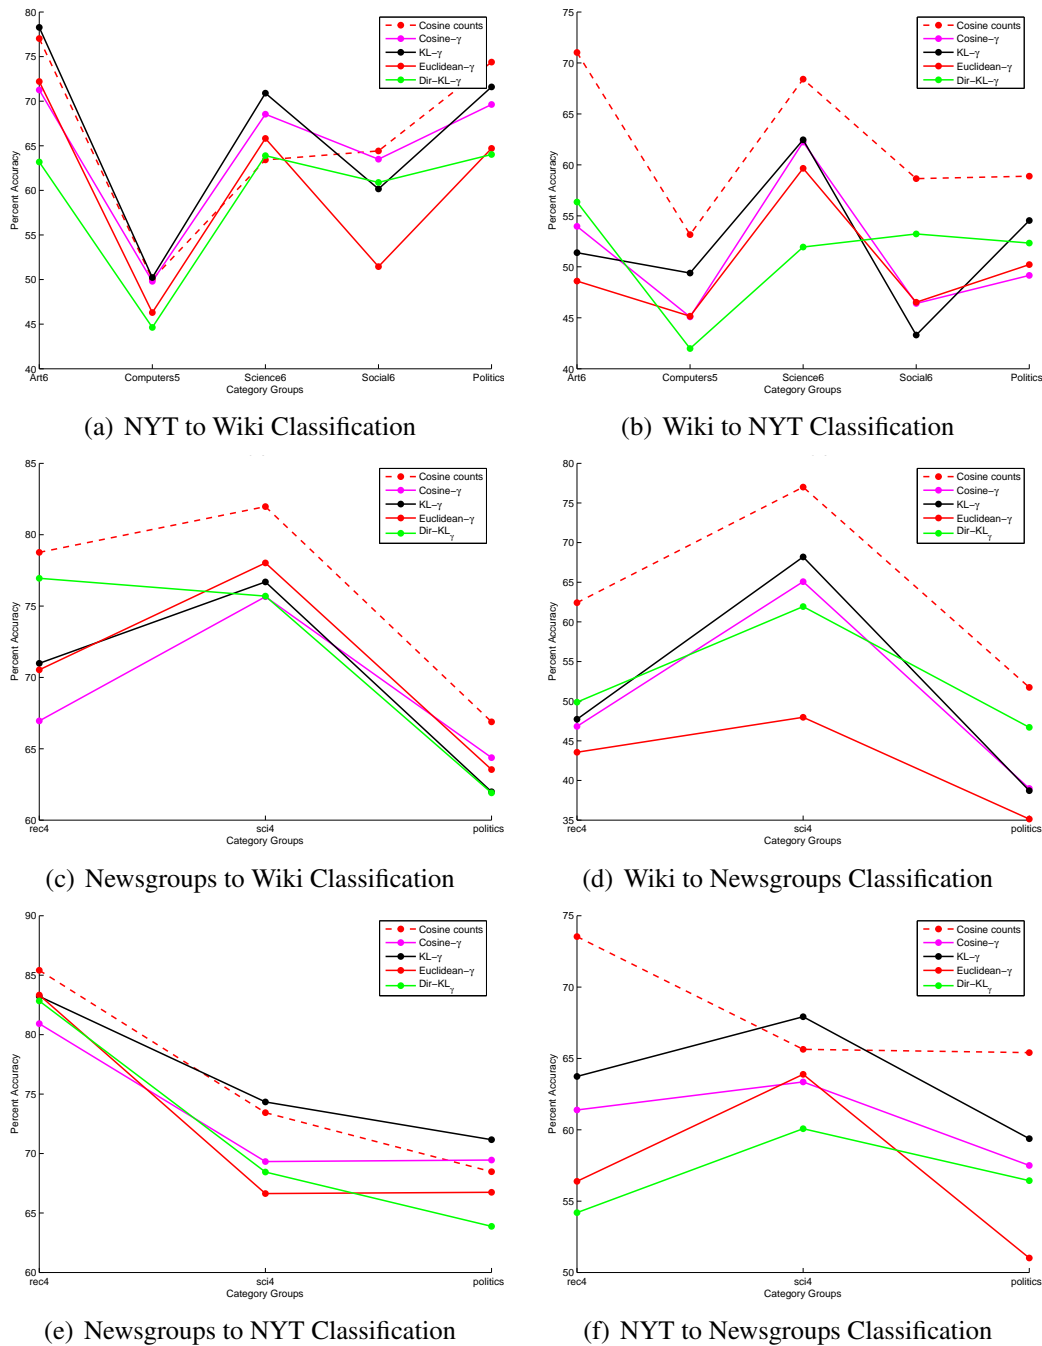 80
75
70
65
60
55
50
45
40
Percent Accuracy
Art6 Computers5 Science6 Social6 Politics
Category Groups
Cosine counts
Cosine-γ
KL-γ
Euclidean-γ
Dir-KL-γ
(a) NYT to Wiki Classification
75
70
65
60
55
50
45
40
Percent Accuracy
Art6 Computers5 Science6 Social6 Politics
Category Groups
Cosine counts
Cosine-γ
KL-γ
Euclidean-γ
Dir-KL-γ
(b) Wiki to NYT Classification
85
80
75
70
65
60
Percent Accuracy
rec4 sci4 politics
Category Groups
Cosine counts
Cosine-γ
KL-γ
Euclidean-γ
Dir-KLγ
(c) Newsgroups to Wiki Classification
80
75
70
65
60
55
50
45
40
35
Percent Accuracy
rec4 sci4 politics
Category Groups
Cosine counts
Cosine-γ
KL-γ
Euclidean-γ
Dir-KLγ
(d) Wiki to Newsgroups Classification
90
85
80
75
70
65
60
Percent Accuracy
rec4 sci4 politics
Category Groups
Cosine counts
Cosine-γ
KL-γ
Euclidean-γ
Dir-KLγ
(e) Newsgroups to NYT Classification
75
70
65
60
55
50
Percent Accuracy
rec4 sci4 politics
Category Groups
Cosine counts
Cosine-γ
KL-γ
Euclidean-γ
Dir-KLγ
(f) NYT to Newsgroups Classification